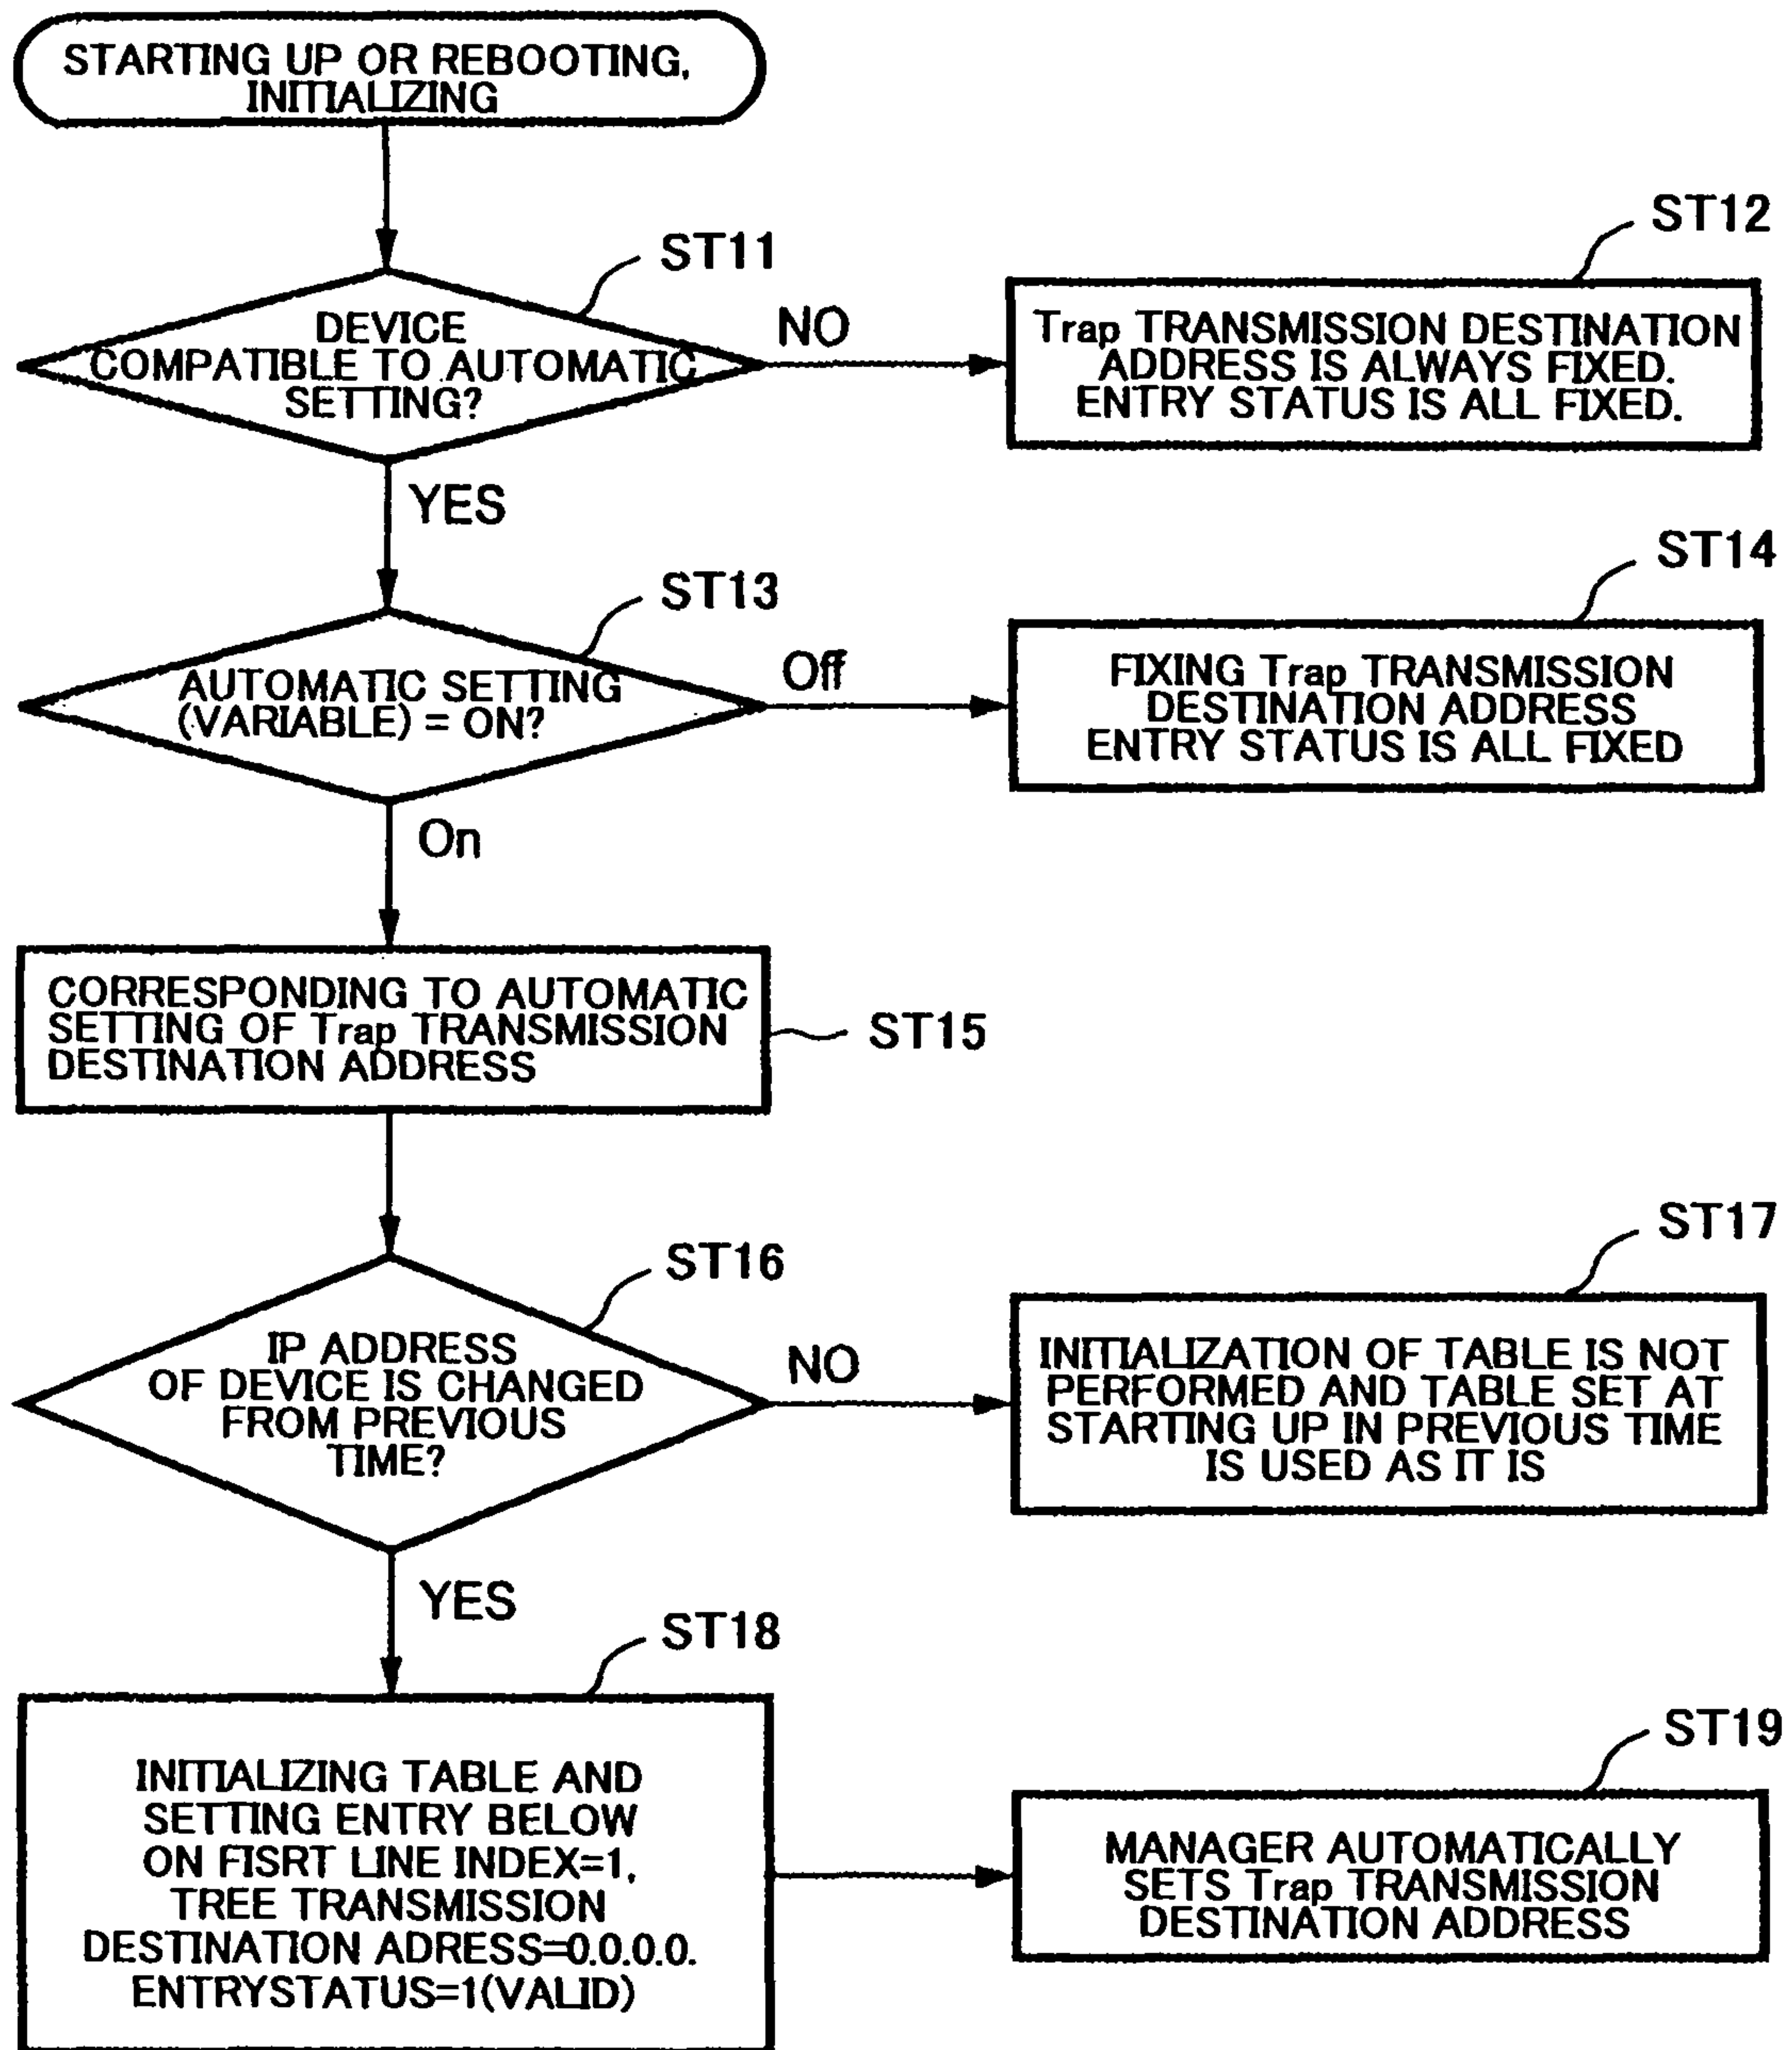 STARTING UP OR REBOOTING,
INITIALIZING
ST11
DEVICE
COMPATIBLE TO AUTOMATIC
SETTING?
NO
ST12
Trap TRANSMISSION DESTINATION
ADDRESS IS ALWAYS FIXED.
ENTRY STATUS IS ALL FIXED.
YES
ST13
AUTOMATIC SETTING
(VARIABLE) = ON?
Off
ST14
FIXING Trap TRANSMISSION
DESTINATION ADDRESS
ENTRY STATUS IS ALL FIXED
On
CORRESPONDING TO AUTOMATIC
SETTING OF Trap TRANSMISSION
DESTINATION ADDRESS
ST15
ST16
IP ADDRESS
OF DEVICE IS CHANGED
FROM PREVIOUS
TIME?
NO
ST17
INITIALIZATION OF TABLE IS NOT
PERFORMED AND TABLE SET AT
STARTING UP IN PREVIOUS TIME
IS USED AS IT IS
YES
ST18
INITIALIZING TABLE AND
SETTING ENTRY BELOW
ON FISRT LINE INDEX=1,
TREE TRANSMISSION
DESTINATION ADRESS=0.0.0.0.
ENTRYSTATUS=1(VALID)
ST19
MANAGER AUTOMATICALLY
SETS Trap TRANSMISSION
DESTINATION ADDRESS